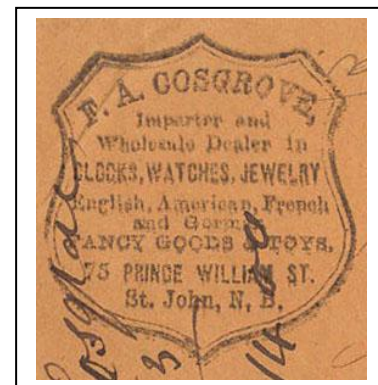 F. A. COSGROVE,
Importer and
Wholesale Dealer in
CLOCKS, WATCHES, JEWELRY
English, American, French
and German
FANCY GOODS & TOYS,
75 PRINCE WILLIAM ST.
St. John, N. B.